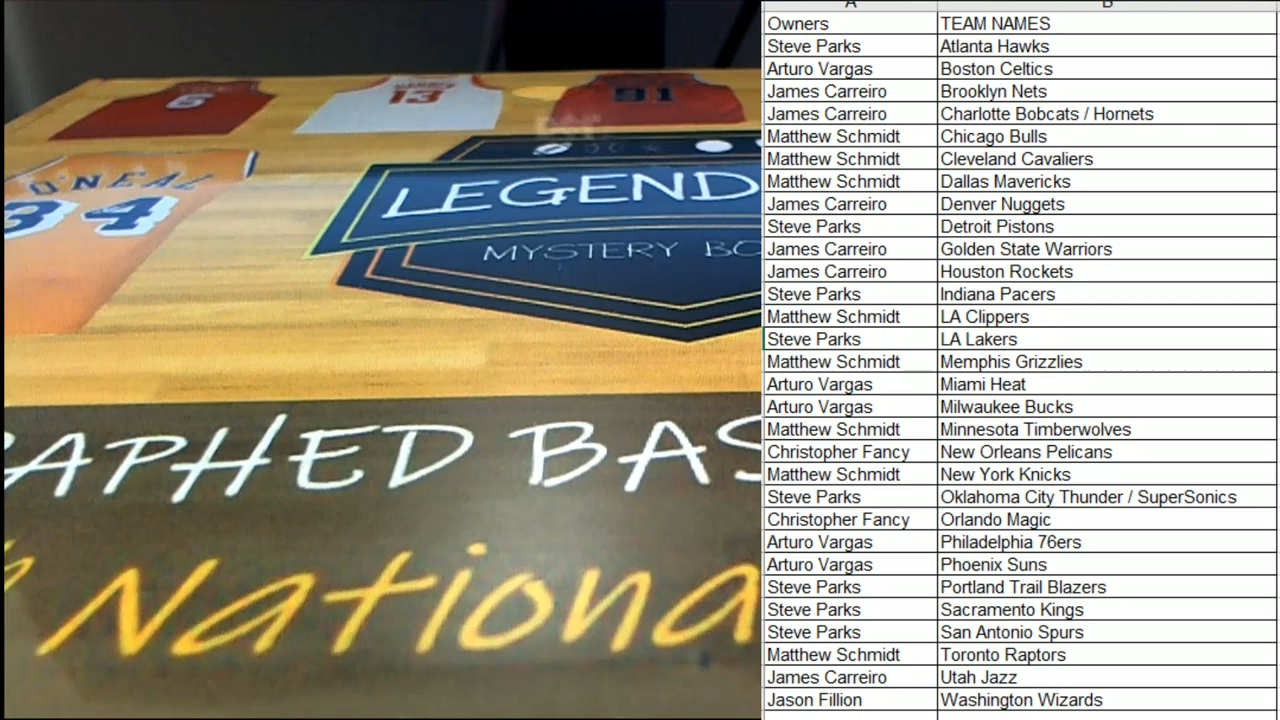 6
13
91
ONEAL
34
LEGEND
MYSTERY BO
RAPHED BAS
Nationa
A B
Owners TEAM NAMES
Steve Parks Atlanta Hawks
Arturo Vargas Boston Celtics
James Carreiro Brooklyn Nets
James Carreiro Charlotte Bobcats / Hornets
Matthew Schmidt Chicago Bulls
Matthew Schmidt Cleveland Cavaliers
Matthew Schmidt Dallas Mavericks
James Carreiro Denver Nuggets
Steve Parks Detroit Pistons
James Carreiro Golden State Warriors
James Carreiro Houston Rockets
Steve Parks Indiana Pacers
Matthew Schmidt LA Clippers
Steve Parks LA Lakers
Matthew Schmidt Memphis Grizzlies
Arturo Vargas Miami Heat
Arturo Vargas Milwaukee Bucks
Matthew Schmidt Minnesota Timberwolves
Christopher Fancy New Orleans Pelicans
Matthew Schmidt New York Knicks
Steve Parks Oklahoma City Thunder / SuperSonics
Christopher Fancy Orlando Magic
Arturo Vargas Philadelphia 76ers
Arturo Vargas Phoenix Suns
Steve Parks Portland Trail Blazers
Steve Parks Sacramento Kings
Steve Parks San Antonio Spurs
Matthew Schmidt Toronto Raptors
James Carreiro Utah Jazz
Jason Fillion Washington Wizards